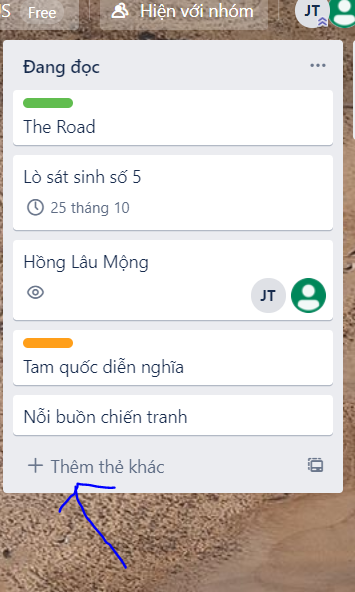 US Free Hiện với nhóm JT
Đang đọc
The Road
Lò sát sinh số 5
25 tháng 10
Hồng Lâu Mộng
JT
Tam quốc diễn nghĩa
Nỗi buồn chiến tranh
Thêm thẻ khác